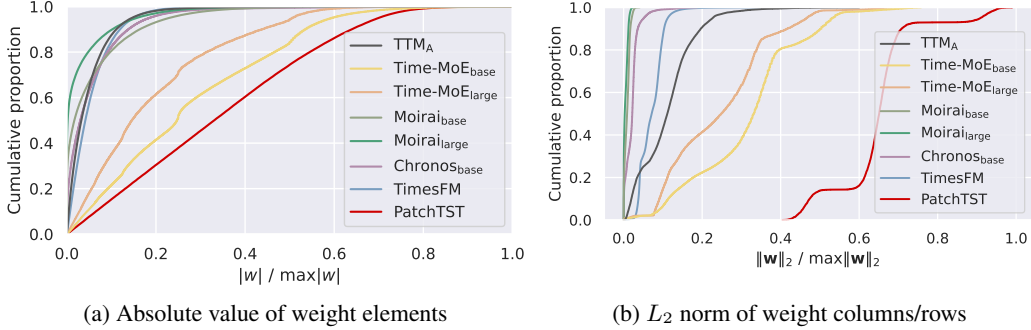 1.0
0.8
0.6
0.4
0.2
0.0
Cumulative proportion
0.0 0.2 0.4 0.6 0.8 1.0
|w| / max|w|
TTM_A
Time-MoE_base
Time-MoE_large
Moirai_base
Moirai_large
Chronos_base
TimesFM
PatchTST
(a) Absolute value of weight elements
1.0
0.8
0.6
0.4
0.2
0.0
Cumulative proportion
0.0 0.2 0.4 0.6 0.8 1.0
‖w‖₂ / max‖w‖₂
TTM_A
Time-MoE_base
Time-MoE_large
Moirai_base
Moirai_large
Chronos_base
TimesFM
PatchTST
(b) L₂ norm of weight columns/rows